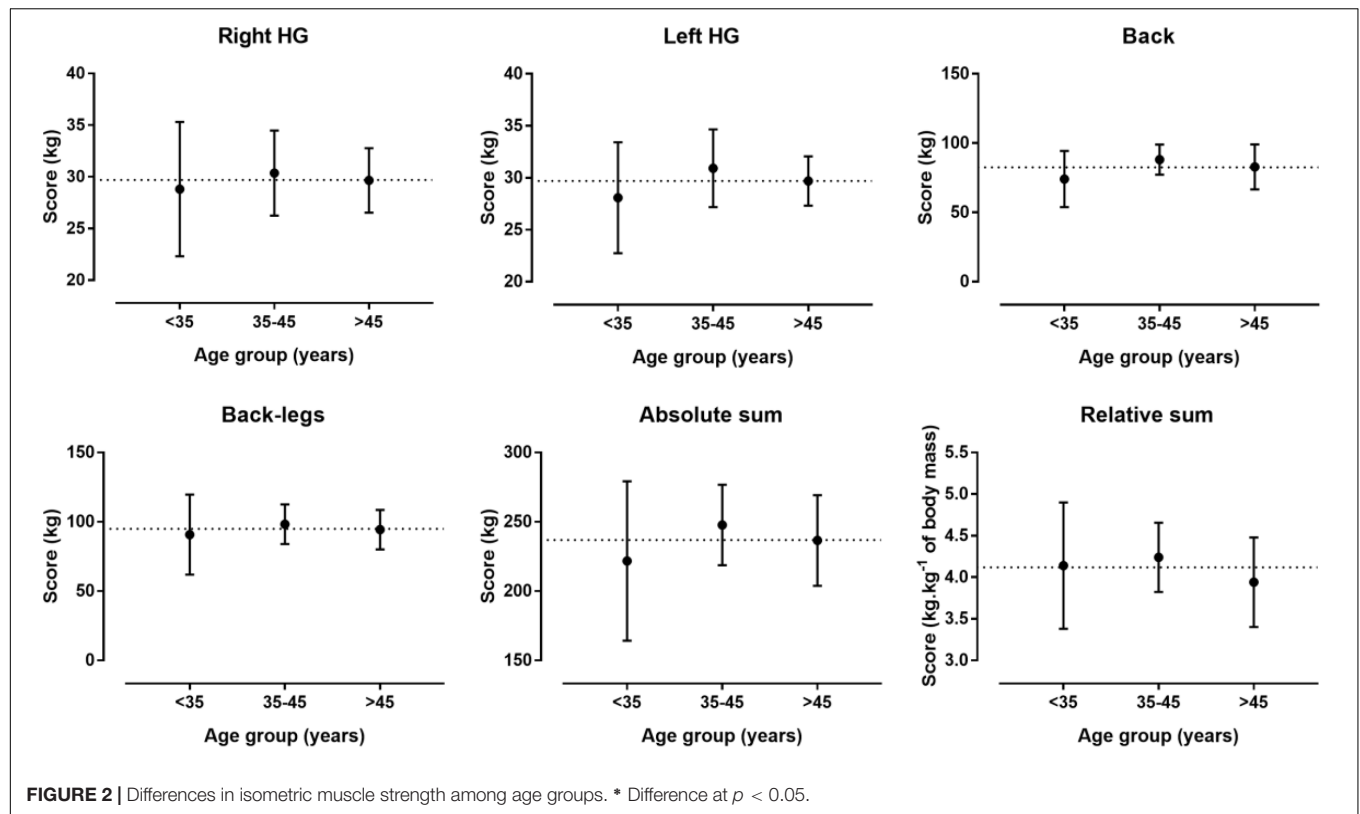 Right HG
Score (kg)
40
35
30
25
20
<35 35-45 >45
Age group (years)
Left HG
Score (kg)
40
35
30
25
20
<35 35-45 >45
Age group (years)
Back
Score (kg)
150
100
50
0
<35 35-45 >45
Age group (years)
Back-legs
Score (kg)
150
100
50
0
<35 35-45 >45
Age group (years)
Absolute sum
Score (kg)
300
250
200
150
<35 35-45 >45
Age group (years)
Relative sum
Score (kg.kg⁻¹ of body mass)
5.5
5.0
4.5
4.0
3.5
3.0
<35 35-45 >45
Age group (years)
FIGURE 2 | Differences in isometric muscle strength among age groups. * Difference at p < 0.05.